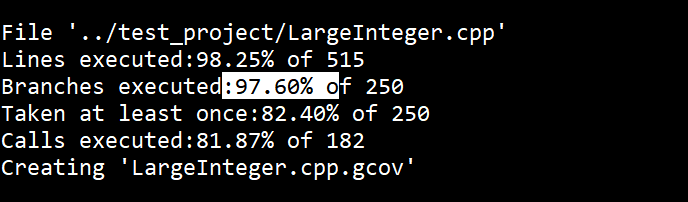 File '../test_project/LargeInteger.cpp'
Lines executed:98.25% of 515
Branches executed:97.60% of 250
Taken at least once:82.40% of 250
Calls executed:81.87% of 182
Creating 'LargeInteger.cpp.gcov'